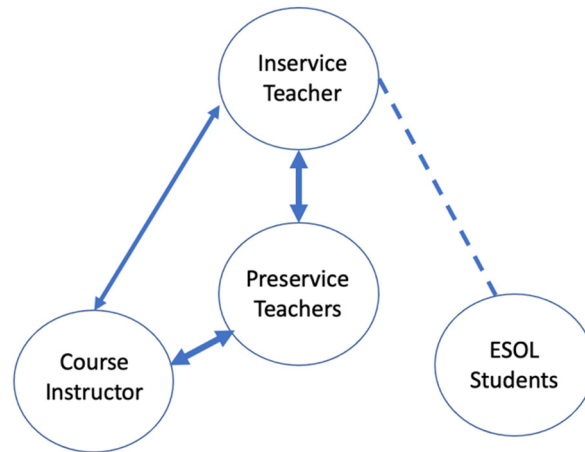 Inservice
Teacher
Preservice
Teachers
Course
Instructor
ESOL
Students